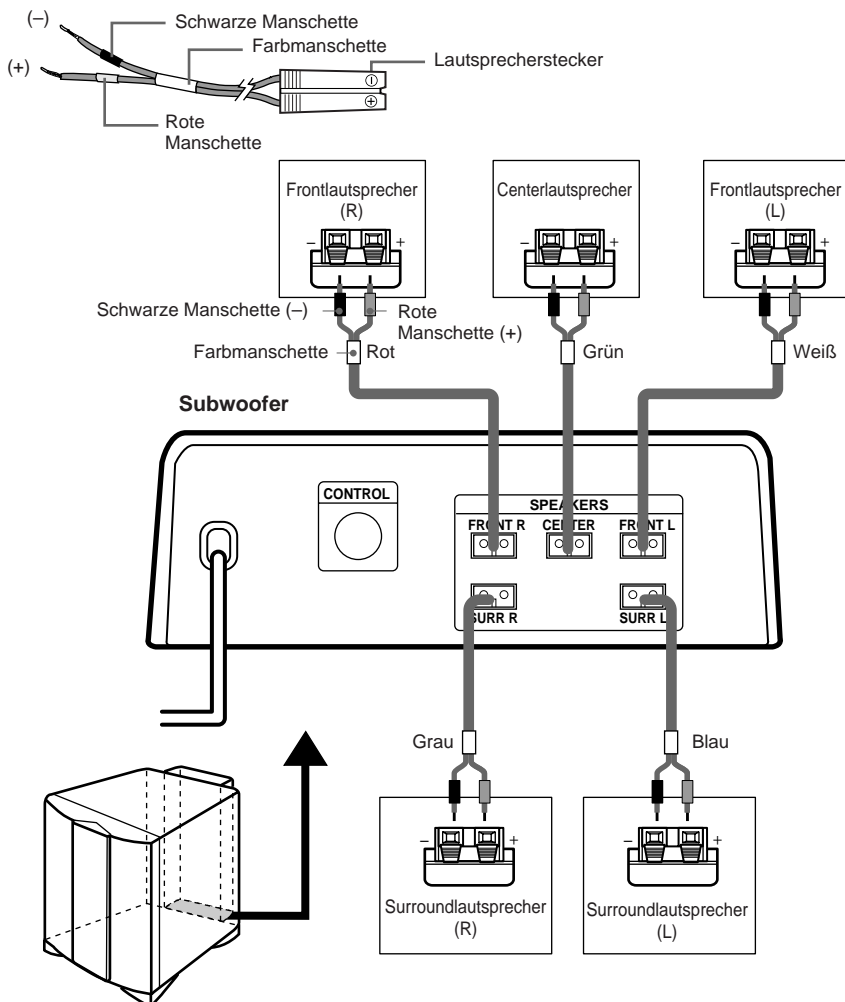 (–)
Schwarze Manschette
Farbmanschette
(+)
Lautsprecherstecker
Rote
Manschette
Frontlautsprecher
(R)
– +
Centerlautsprecher
– +
Frontlautsprecher
(L)
– +
Schwarze Manschette (–)
Rote
Manschette (+)
Farbmanschette
Rot
Grün
Weiß
Subwoofer
CONTROL
SPEAKERS
FRONT R
CENTER
FRONT L
SURR R
SURR L
Grau
Blau
– +
Surroundlautsprecher
(R)
– +
Surroundlautsprecher
(L)